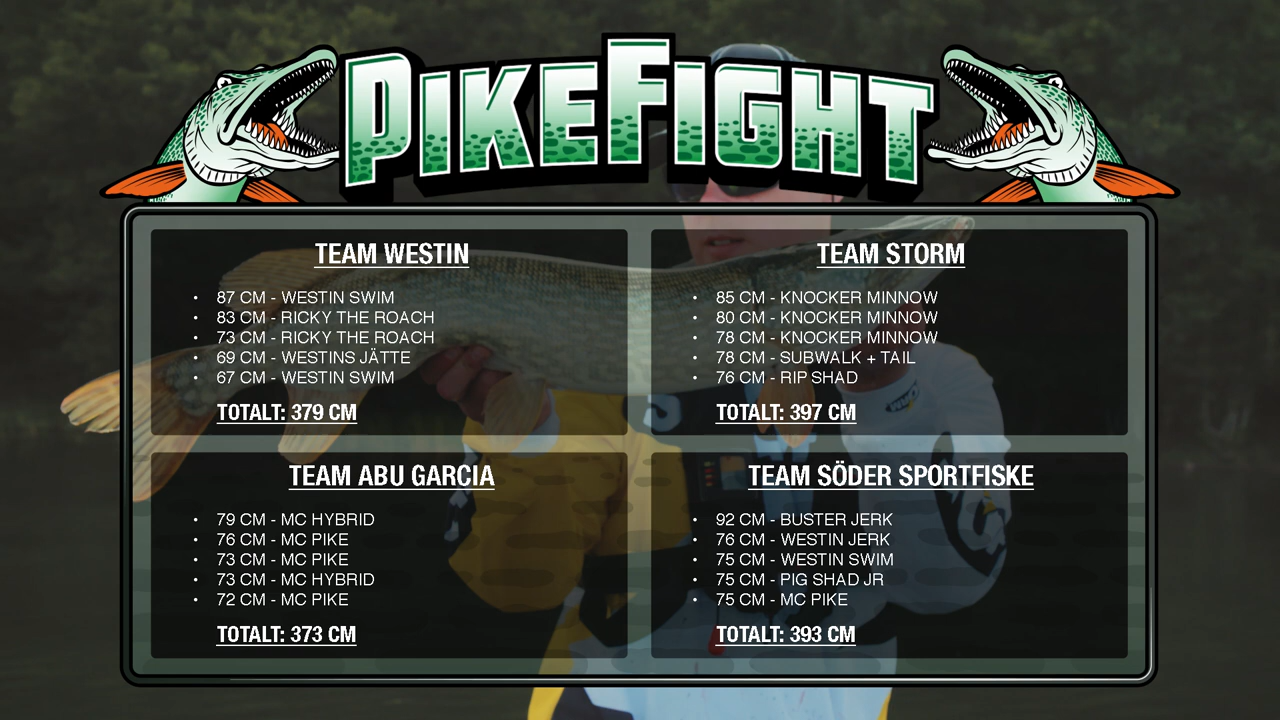 PIKEFIGHT
TEAM WESTIN
• 87 CM - WESTIN SWIM
• 83 CM - RICKY THE ROACH
• 73 CM - RICKY THE ROACH
• 69 CM - WESTINS JÄTTE
• 67 CM - WESTIN SWIM
TOTALT: 379 CM
TEAM STORM
• 85 CM - KNOCKER MINNOW
• 80 CM - KNOCKER MINNOW
• 78 CM - KNOCKER MINNOW
• 78 CM - SUBWALK + TAIL
• 76 CM - RIP SHAD
TOTALT: 397 CM
TEAM ABU GARCIA
• 79 CM - MC HYBRID
• 76 CM - MC PIKE
• 73 CM - MC PIKE
• 73 CM - MC HYBRID
• 72 CM - MC PIKE
TOTALT: 373 CM
TEAM SÖDER SPORTFISKE
• 92 CM - BUSTER JERK
• 76 CM - WESTIN JERK
• 75 CM - WESTIN SWIM
• 75 CM - PIG SHAD JR
• 75 CM - MC PIKE
TOTALT: 393 CM